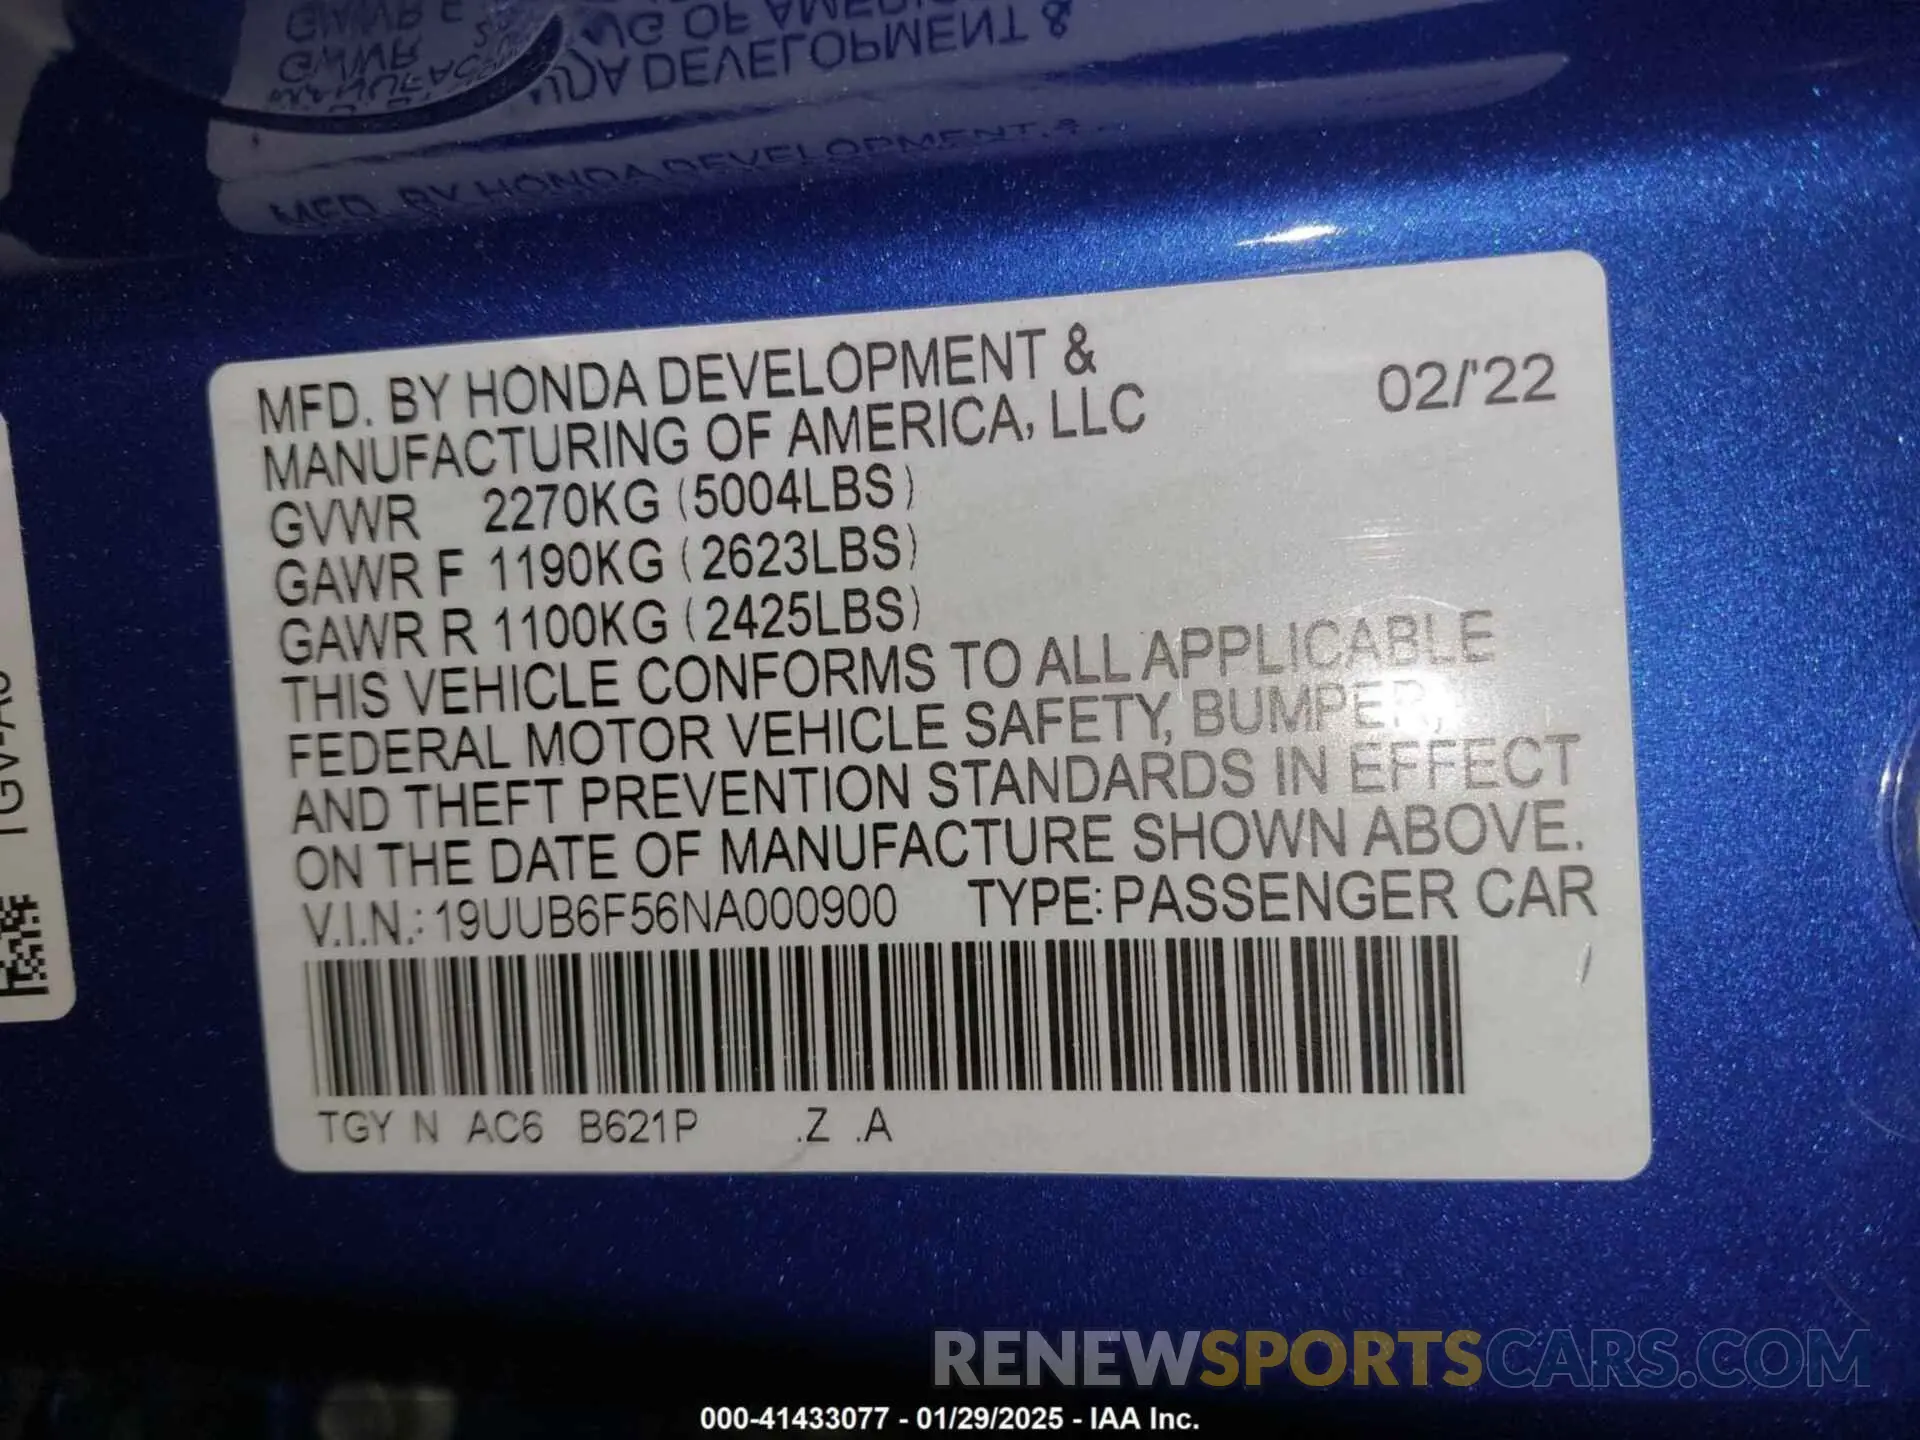 MFD. BY HONDA DEVELOPMENT &
MANUFACTURING OF AMERICA, LLC 02/'22
GVWR 2270KG (5004LBS)
GAWR F 1190KG (2623LBS)
GAWR R 1100KG (2425LBS)
THIS VEHICLE CONFORMS TO ALL APPLICABLE
FEDERAL MOTOR VEHICLE SAFETY, BUMPER,
AND THEFT PREVENTION STANDARDS IN EFFECT
ON THE DATE OF MANUFACTURE SHOWN ABOVE.
V.I.N.: 19UUB6F56NA000900 TYPE: PASSENGER CAR
TGY N AC6 B621P .Z .A
RENEWSPORTSCARS.COM
000-41433077 - 01/29/2025 - IAA Inc.